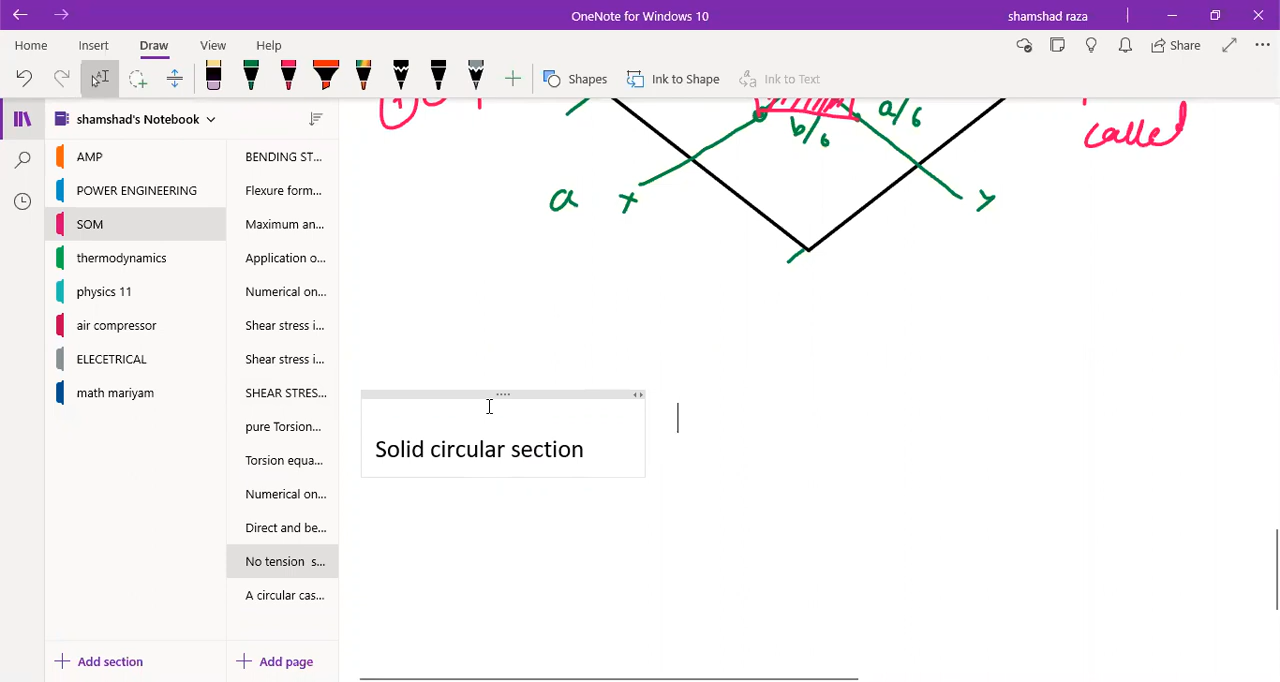 OneNote for Windows 10
shamshad raza
Home
Insert
Draw
View
Help
Share
Shapes
Ink to Shape
Ink to Text
shamshad's Notebook
AMP
POWER ENGINEERING
SOM
thermodynamics
physics 11
air compressor
ELECETRICAL
math mariyam
Add section
BENDING ST...
Flexure form...
Maximum an...
Application o...
Numerical on...
Shear stress i...
Shear stress i...
SHEAR STRES...
pure Torsion...
Torsion equa...
Numerical on...
Direct and be...
No tension s...
A circular cas...
Add page
b/6
a/6
called
a
x
y
Solid circular section